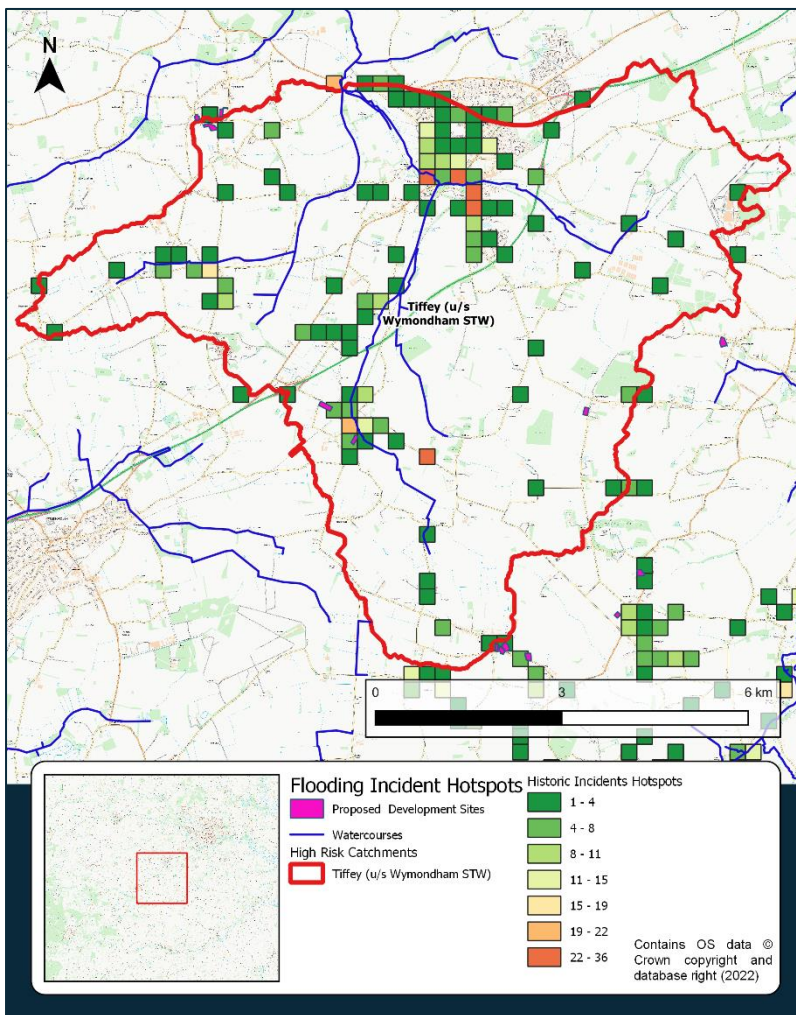 N
Tiffey (u/s
Wymondham STW)
0 3 6 km
Flooding Incident Hotspots
Proposed Development Sites
Watercourses
High Risk Catchments
Tiffey (u/s Wymondham STW)
Historic Incidents Hotspots
1 - 4
4 - 8
8 - 11
11 - 15
15 - 19
19 - 22
22 - 36
Contains OS data ©
Crown copyright and
database right (2022)